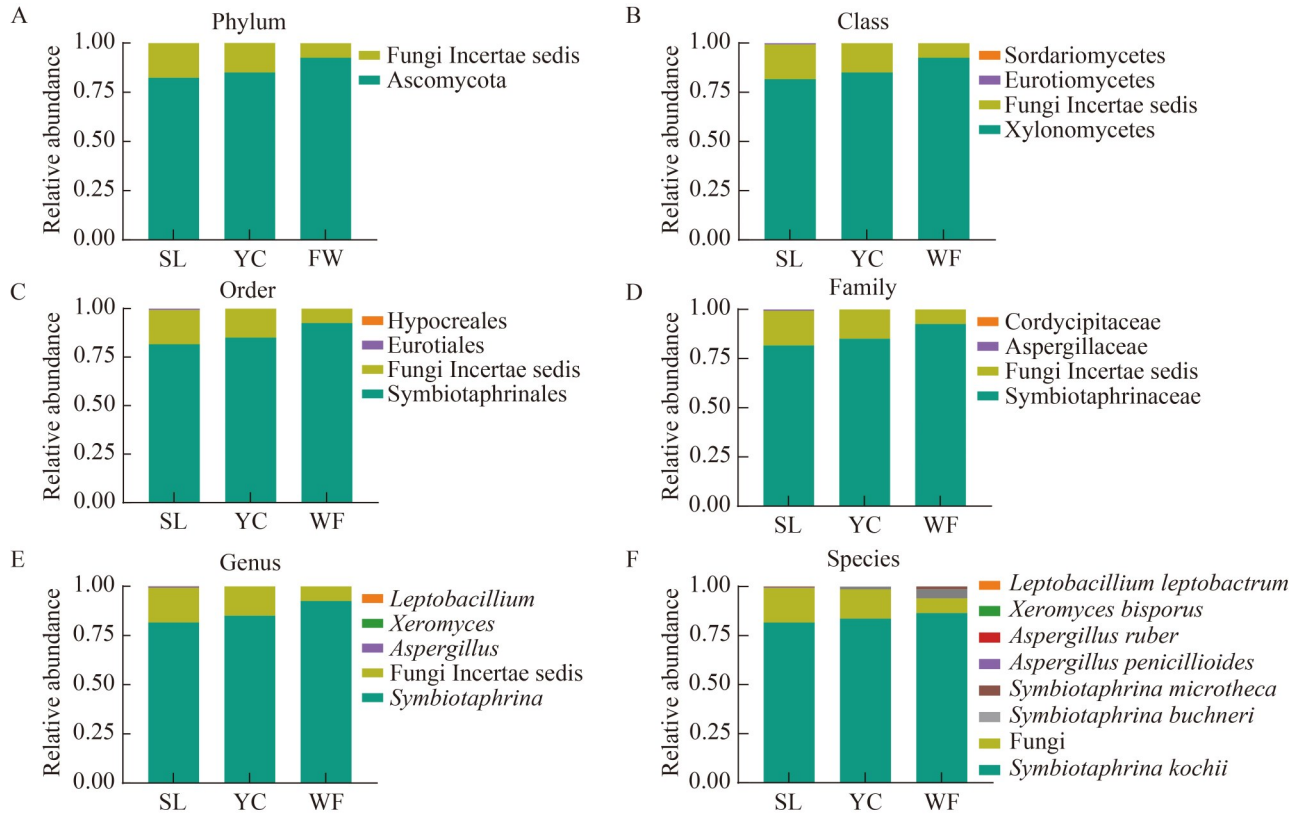 A
Phylum
Relative abundance
1.00
0.75
0.50
0.25
0.00
SL YC FW
Fungi Incertae sedis
Ascomycota
B
Class
Relative abundance
1.00
0.75
0.50
0.25
0.00
SL YC WF
Sordariomycetes
Eurotiomycetes
Fungi Incertae sedis
Xylonomycetes
C
Order
Relative abundance
1.00
0.75
0.50
0.25
0.00
SL YC WF
Hypocreales
Eurotiales
Fungi Incertae sedis
Symbiotaphrinales
D
Family
Relative abundance
1.00
0.75
0.50
0.25
0.00
SL YC WF
Cordycipitaceae
Aspergillaceae
Fungi Incertae sedis
Symbiotaphrinaceae
E
Genus
Relative abundance
1.00
0.75
0.50
0.25
0.00
SL YC WF
Leptobacillium
Xeromyces
Aspergillus
Fungi Incertae sedis
Symbiotaphrina
F
Species
Relative abundance
1.00
0.75
0.50
0.25
0.00
SL YC WF
Leptobacillium leptobactrum
Xeromyces bisporus
Aspergillus ruber
Aspergillus penicillioides
Symbiotaphrina microtheca
Symbiotaphrina buchneri
Fungi
Symbiotaphrina kochii